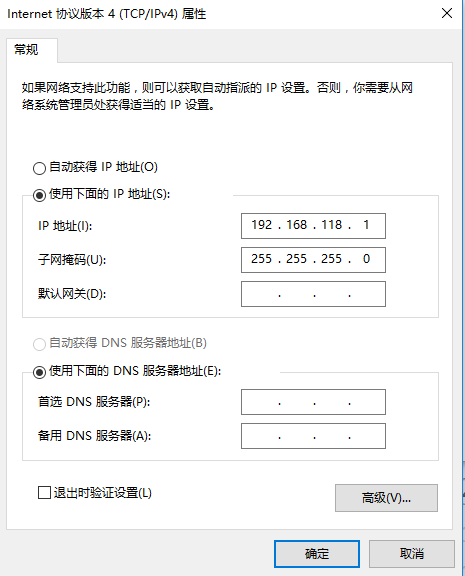 Internet 协议版本 4 (TCP/IPv4) 属性
常规
如果网络支持此功能，则可以获取自动指派的 IP 设置。否则，你需要从网
络系统管理员处获得适当的 IP 设置。
自动获得 IP 地址(O)
使用下面的 IP 地址(S):
IP 地址(I): 192 . 168 . 118 . 1
子网掩码(U): 255 . 255 . 255 . 0
默认网关(D): . . .
自动获得 DNS 服务器地址(B)
使用下面的 DNS 服务器地址(E):
首选 DNS 服务器(P): . . .
备用 DNS 服务器(A): . . .
退出时验证设置(L)
高级(V)...
确定 取消